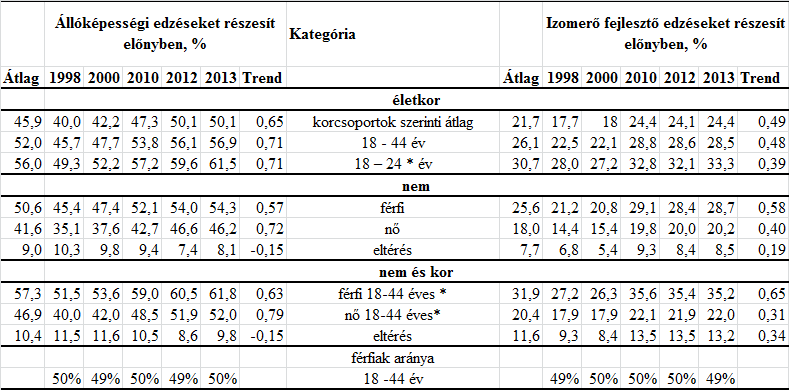 Állóképességi edzéseket részesít előnyben, % Kategória Izomerő fejlesztő edzéseket részesít előnyben, %
Átlag 1998 2000 2010 2012 2013 Trend Átlag 1998 2000 2010 2012 2013 Trend
életkor
45,9 40,0 42,2 47,3 50,1 50,1 0,65 korcsoportok szerinti átlag 21,7 17,7 18 24,4 24,1 24,4 0,49
52,0 45,7 47,7 53,8 56,1 56,9 0,71 18 - 44 év 26,1 22,5 22,1 28,8 28,6 28,5 0,48
56,0 49,3 52,2 57,2 59,6 61,5 0,71 18 – 24 * év 30,7 28,0 27,2 32,8 32,1 33,3 0,39
nem
50,6 45,4 47,4 52,1 54,0 54,3 0,57 férfi 25,6 21,2 20,8 29,1 28,4 28,7 0,58
41,6 35,1 37,6 42,7 46,6 46,2 0,72 nő 18,0 14,4 15,4 19,8 20,0 20,2 0,40
9,0 10,3 9,8 9,4 7,4 8,1 -0,15 eltérés 7,7 6,8 5,4 9,3 8,4 8,5 0,19
nem és kor
57,3 51,5 53,6 59,0 60,5 61,8 0,63 férfi 18-44 éves * 31,9 27,2 26,3 35,6 35,4 35,2 0,65
46,9 40,0 42,0 48,5 51,9 52,0 0,79 nő 18-44 éves* 20,4 17,9 17,9 22,1 21,9 22,0 0,31
10,4 11,5 11,6 10,5 8,6 9,8 -0,15 eltérés 11,6 9,3 8,4 13,5 13,5 13,2 0,34
férfiak aránya
50% 49% 50% 49% 50% 18 -44 év 49% 50% 50% 50% 49%